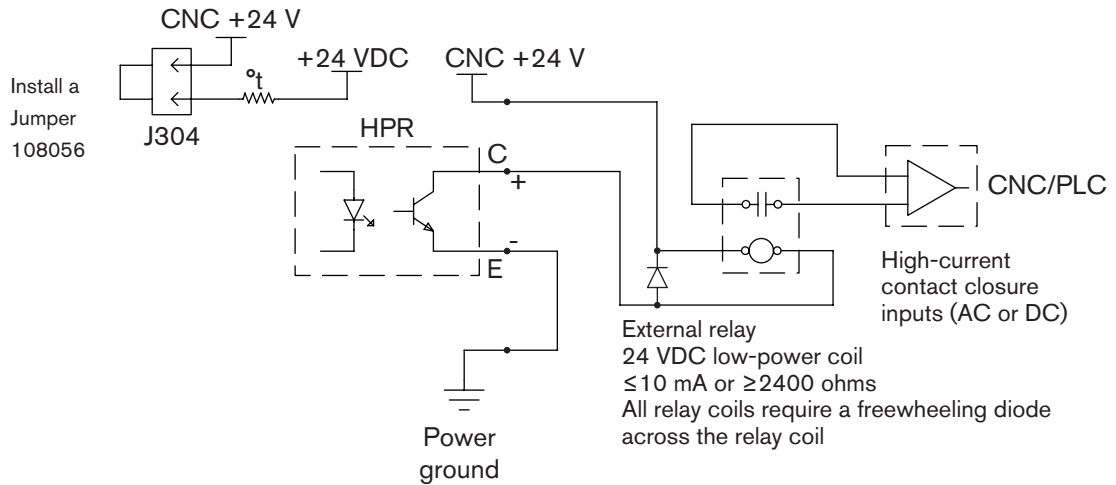 CNC +24 V
+24 VDC
CNC +24 V
°t
Install a
Jumper
108056
J304
HPR
C
+
-
E
CNC/PLC
High-current
contact closure
inputs (AC or DC)
External relay
24 VDC low-power coil
≤10 mA or ≥2400 ohms
All relay coils require a freewheeling diode
across the relay coil
Power
ground